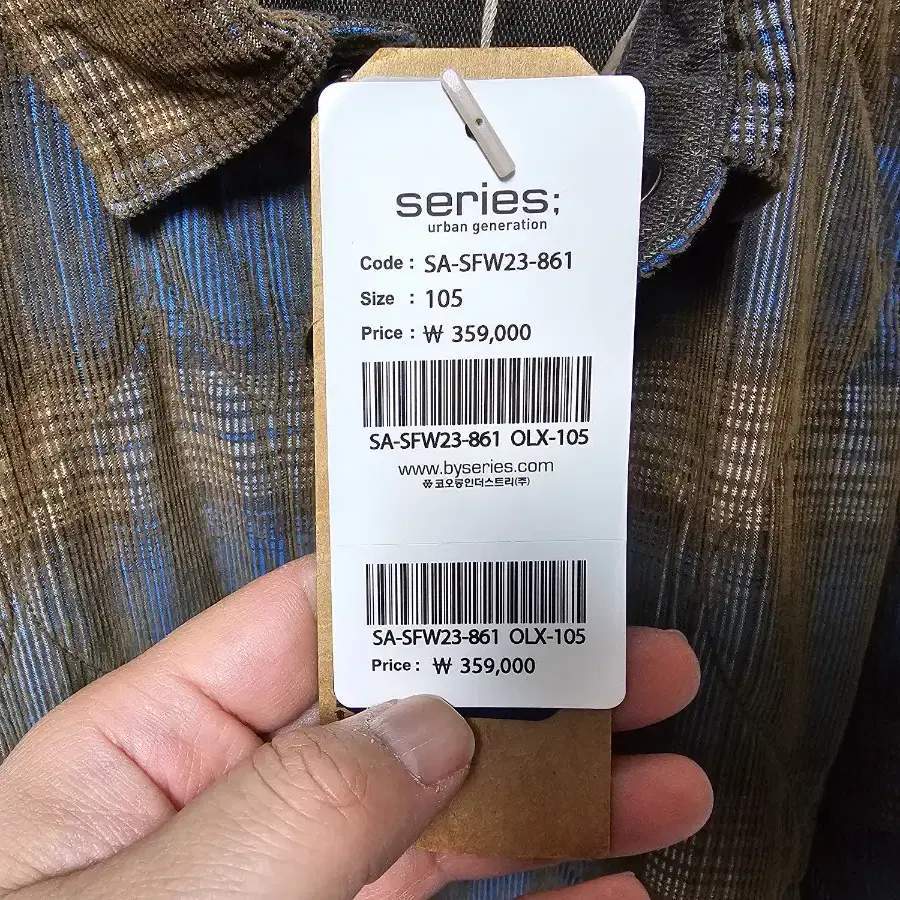 series;
urban generation
Code : SA-SFW23-861
Size : 105
Price : ₩ 359,000
SA-SFW23-861 OLX-105
www.byseries.com
코오롱인더스트리(주)
SA-SFW23-861 OLX-105
Price : ₩ 359,000